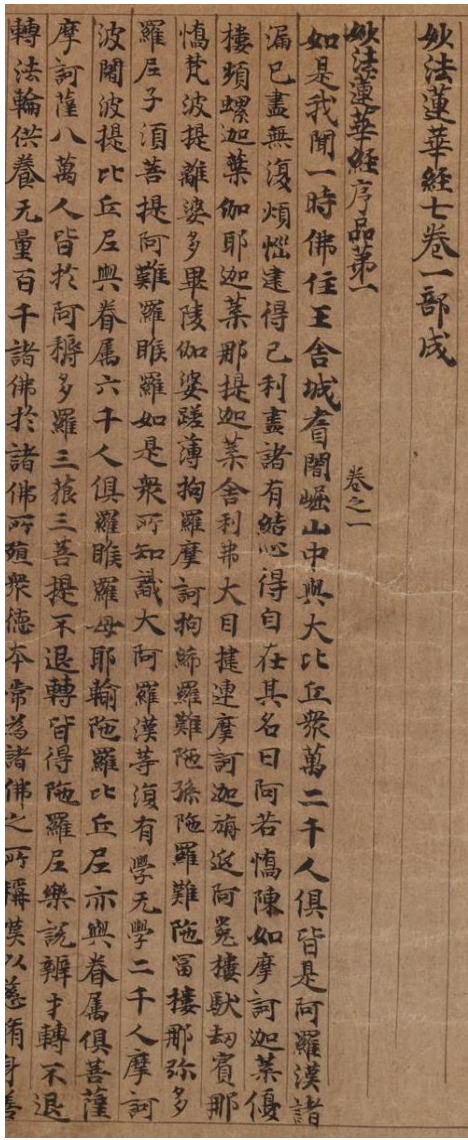 妙法蓮華經七卷一部成
妙法蓮華經序品第一 卷之一
如是我聞一時佛住王舍城耆闍崛山中與大比丘衆萬二千人俱皆是阿羅漢諸
漏已盡無復煩惱逮得己利盡諸有結心得自在其名曰阿若憍陳如摩訶迦葉優
樓頻螺迦葉伽耶迦葉那提迦葉舍利弗大目揵連摩訶迦旃延阿㝹樓馱劫賓那
憍梵波提離婆多畢陵伽婆蹉薄拘羅摩訶拘絺羅難陁孫陁羅難陁冨樓那弥多
羅尼子湏菩提阿難羅睺羅如是衆所知識大阿羅漢等復有學无學二千人摩訶
波闍波提比丘尼與眷属六千人俱羅睺羅母耶輸陁羅比丘尼亦與眷属俱菩薩
摩訶薩八萬人皆於阿耨多羅三藐三菩提不退轉皆得陁羅尼樂說辨才轉不退
轉法輪供養无量百千諸佛於諸佛所殖衆德本常為諸佛之所稱歎以慈脩身善